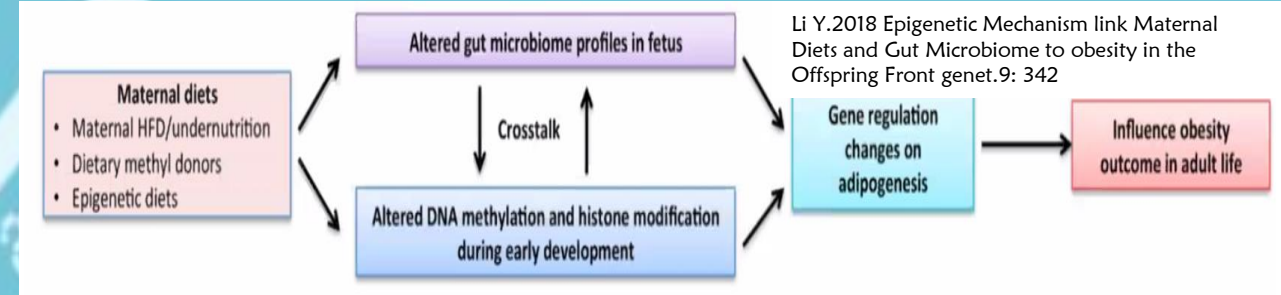 Li Y.2018 Epigenetic Mechanism link Maternal
Diets and Gut Microbiome to obesity in the
Offspring Front genet.9: 342
Altered gut microbiome profiles in fetus
Maternal diets
• Maternal HFD/undernutrition
• Dietary methyl donors
• Epigenetic diets
Crosstalk
Altered DNA methylation and histone modification
during early development
Gene regulation
changes on
adipogenesis
Influence obesity
outcome in adult life